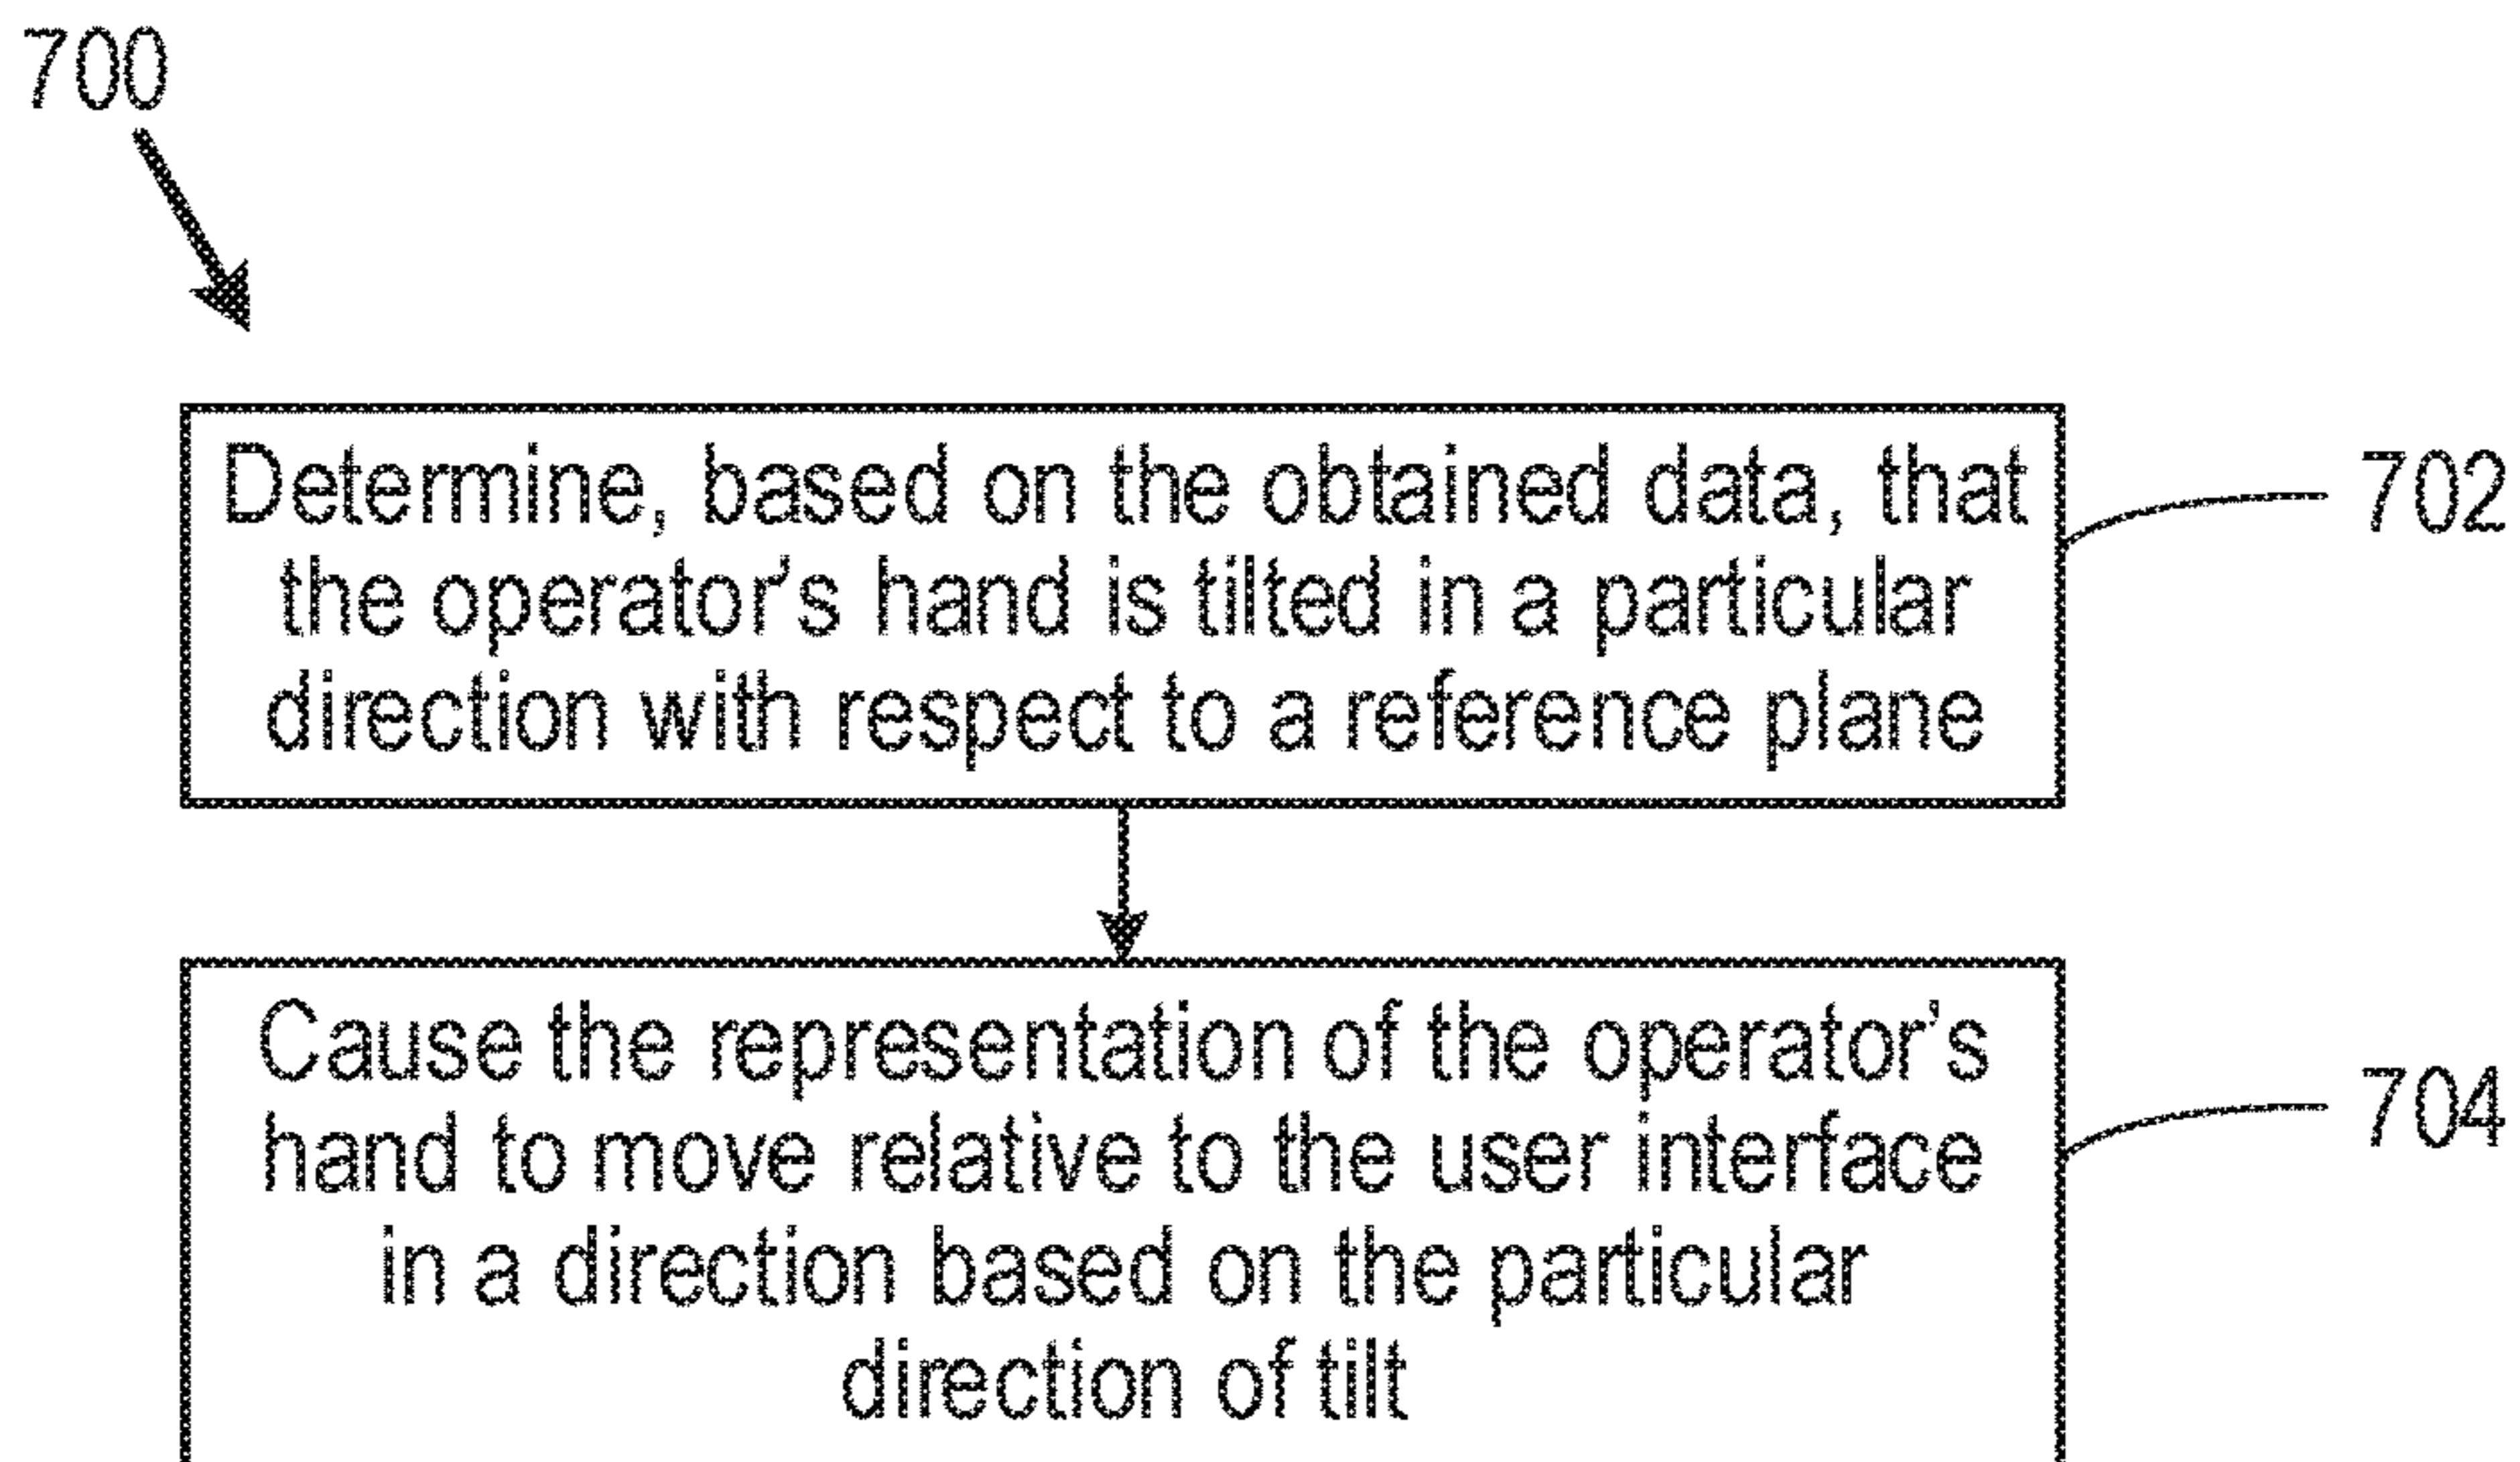 700
Determine, based on the obtained data, that
the operator's hand is tilted in a particular
direction with respect to a reference plane
702
Cause the representation of the operator's
hand to move relative to the user interface
in a direction based on the particular
direction of tilt
704